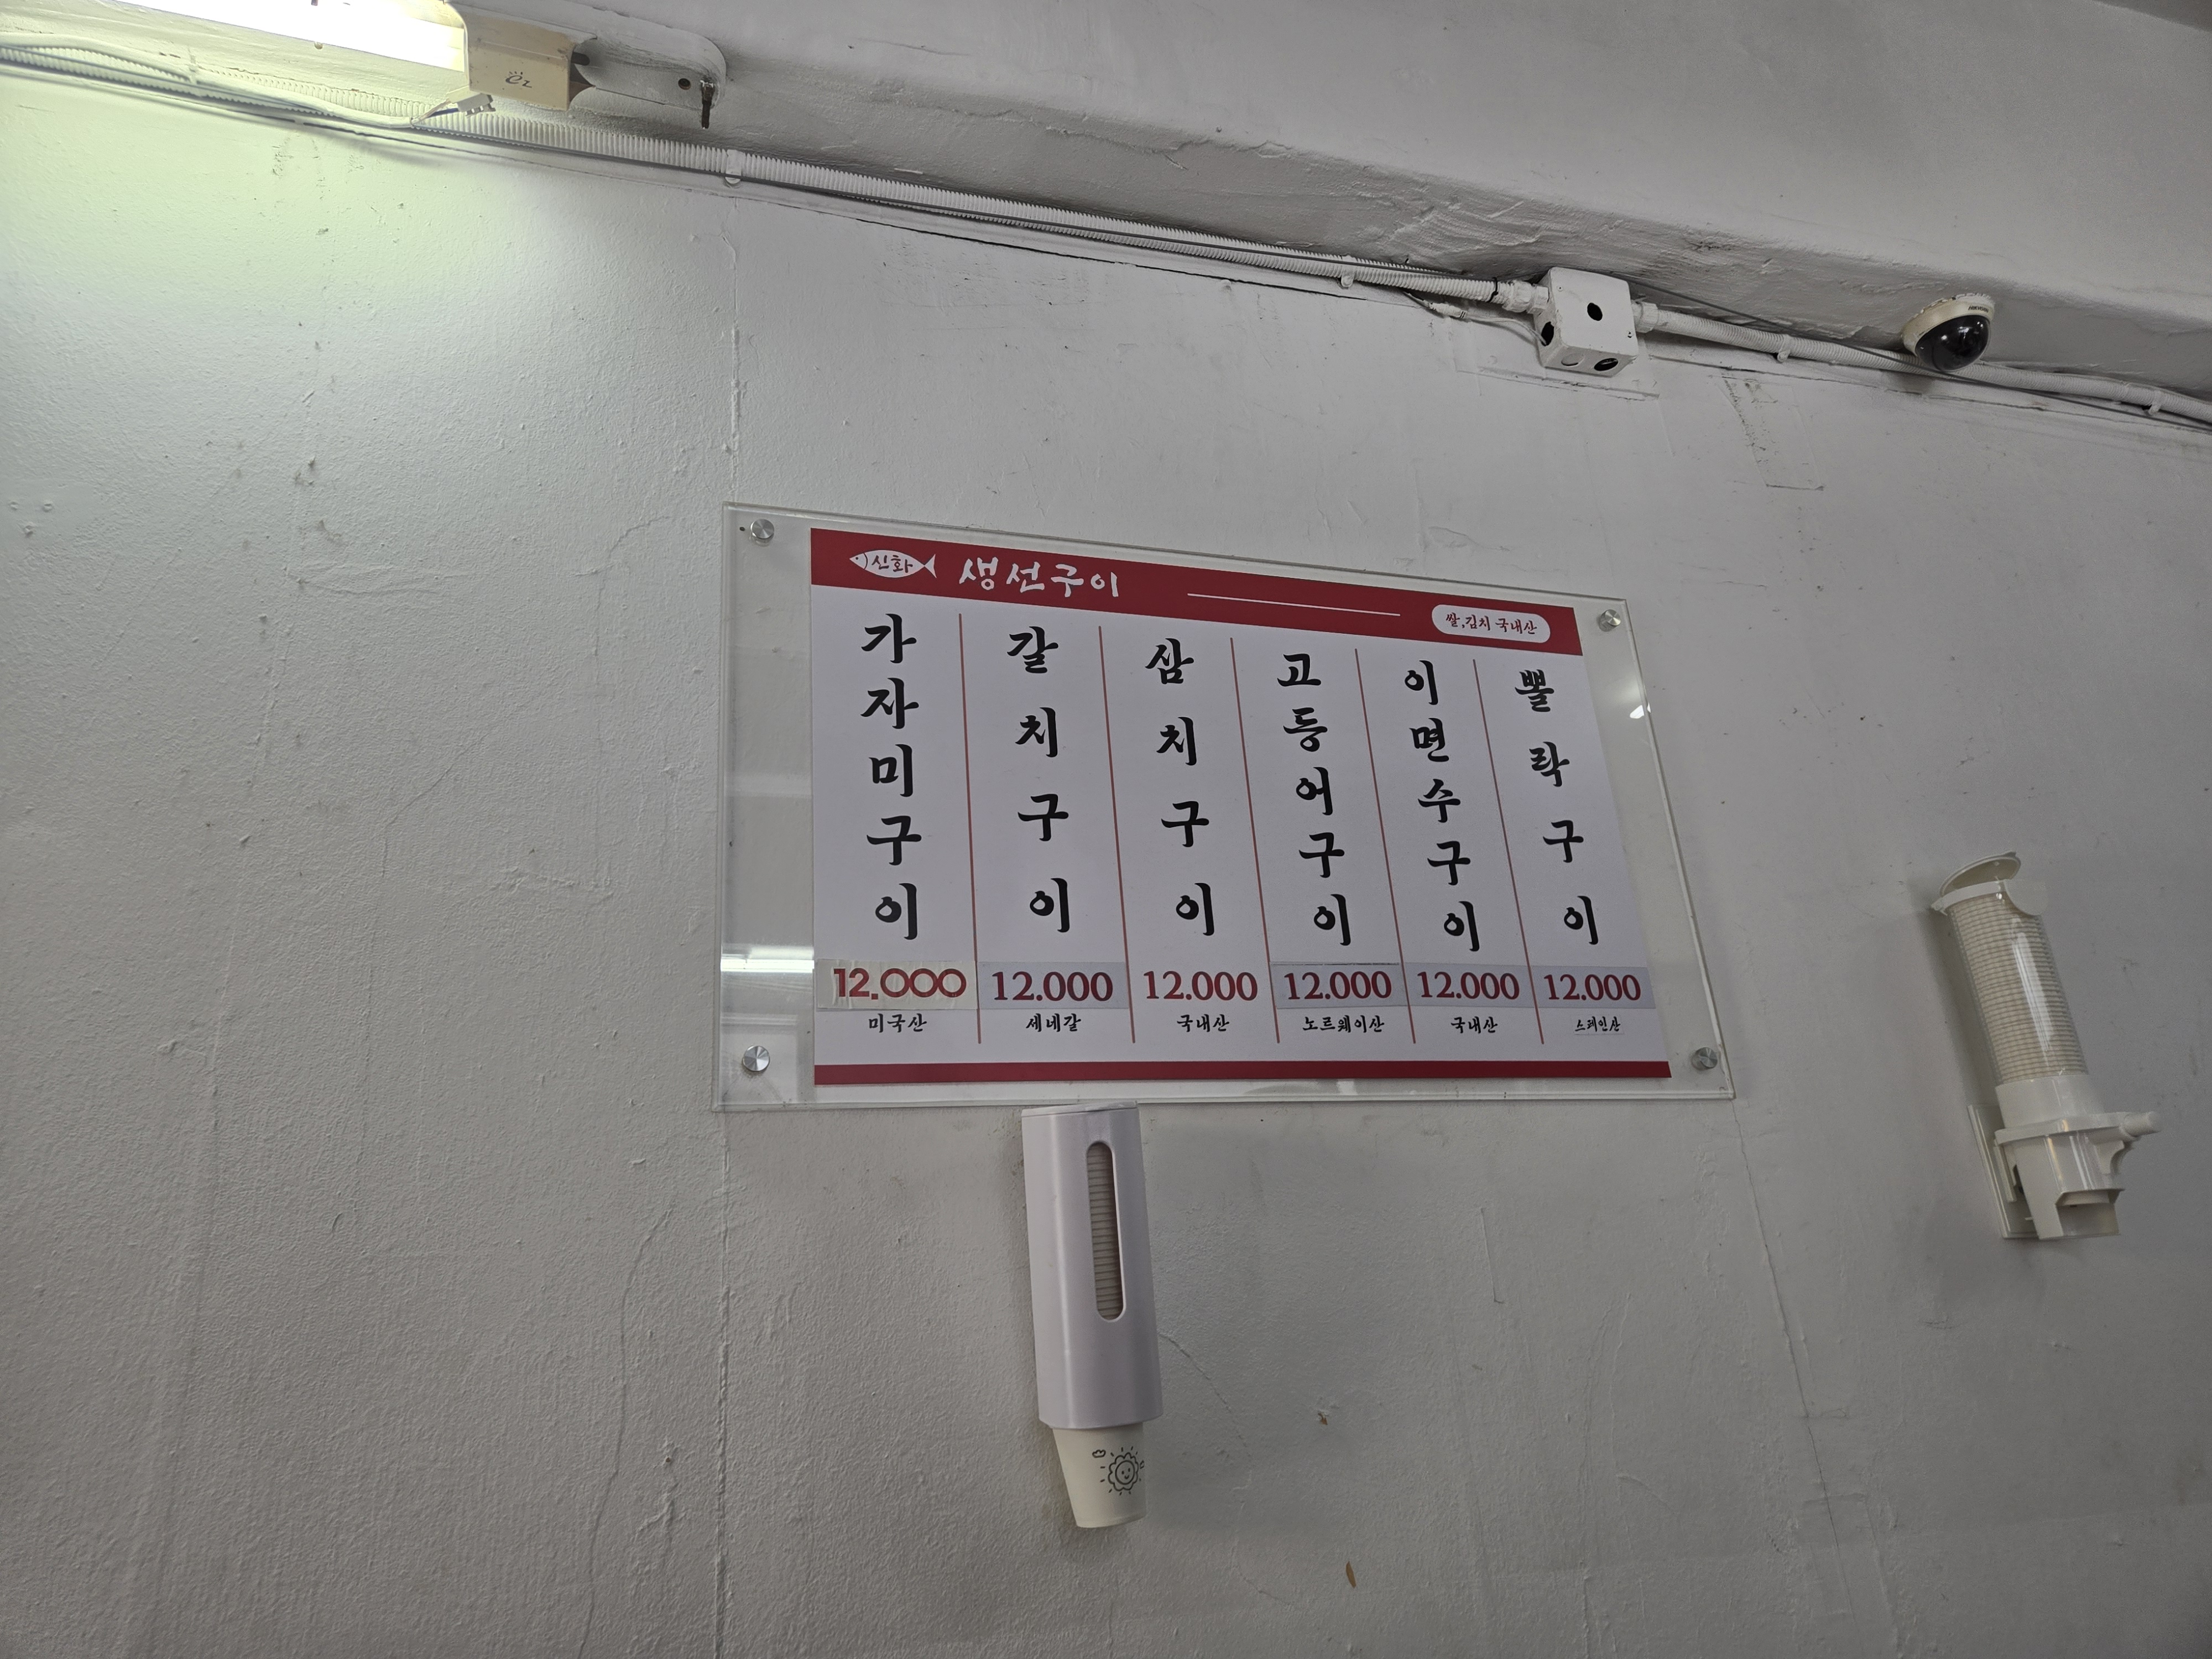 신화 생선구이
쌀,김치 국내산
가자미구이
12.000
미국산
갈치구이
12.000
세네갈
삼치구이
12.000
국내산
고등어구이
12.000
노르웨이산
이면수구이
12.000
국내산
뽈락구이
12.000
스페인산